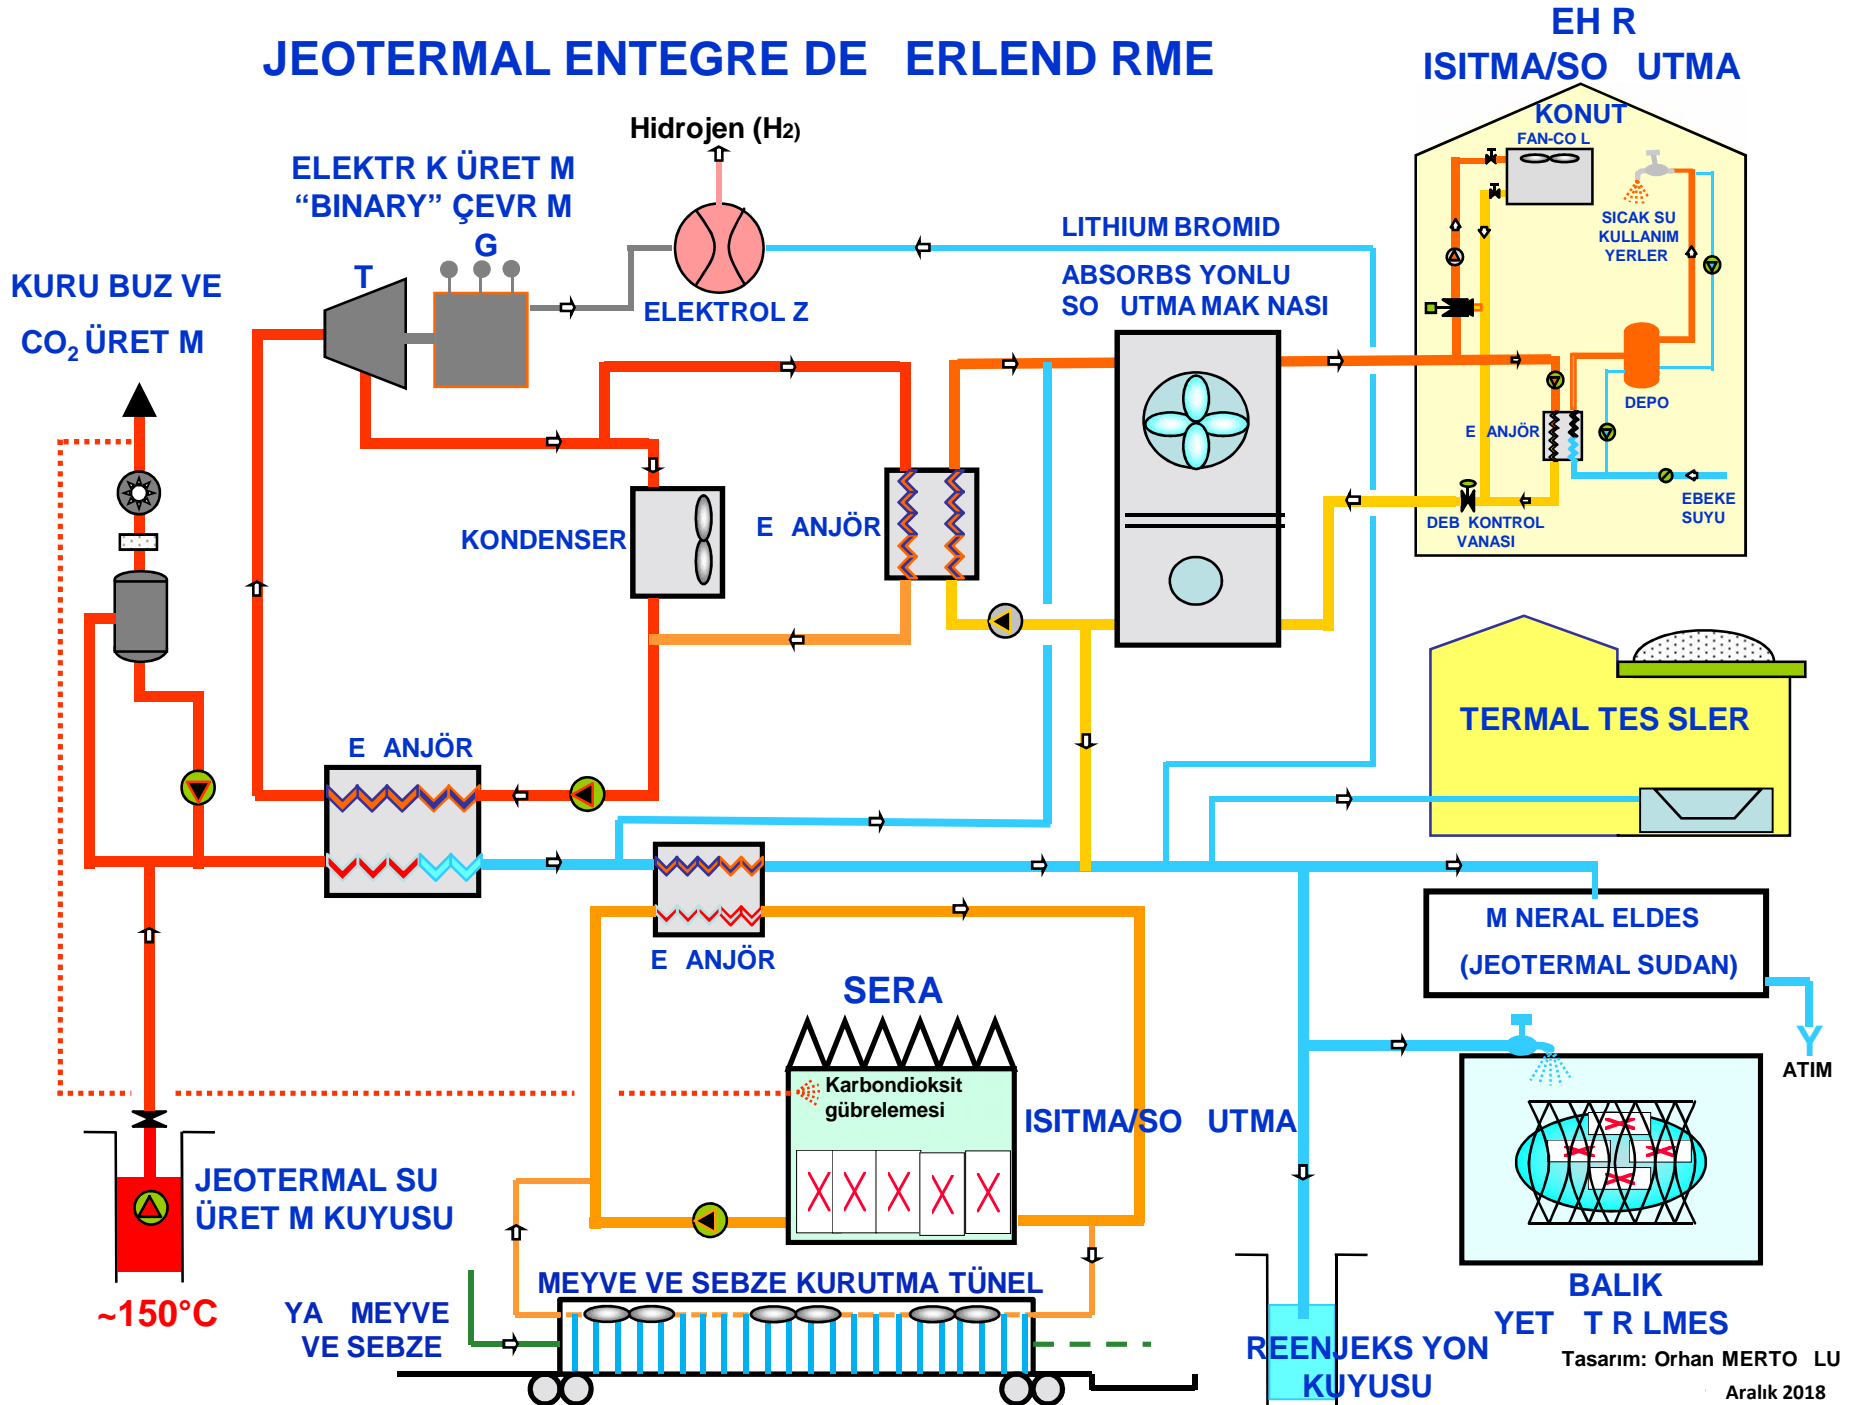 JEOTERMAL ENTEGRE DE ERLEND RME
EH R
ISITMA/SO UTMA
KONUT
FAN-CO L
SICAK SU
KULLANIM
YERLER
DEPO
E ANJÖR
EBEKE
SUYU
DEB KONTROL
VANASI
Hidrojen (H2)
ELEKTR K ÜRET M
“BINARY” ÇEVR M
G
T
ELEKTROL Z
LITHIUM BROMID
ABSORBS YONLU
SO UTMA MAK NASI
KURU BUZ VE
CO2 ÜRET M
KONDENSER
E ANJÖR
E ANJÖR
E ANJÖR
TERMAL TES SLER
M NERAL ELDES
(JEOTERMAL SUDAN)
ATIM
SERA
Karbondioksit
gübrelemesi
ISITMA/SO UTMA
JEOTERMAL SU
ÜRET M KUYUSU
~150°C
MEYVE VE SEBZE KURUTMA TÜNEL
YA MEYVE
VE SEBZE
REENJEKS YON
KUYUSU
BALIK
YET T R LMES
Tasarım: Orhan MERTO LU
Aralık 2018